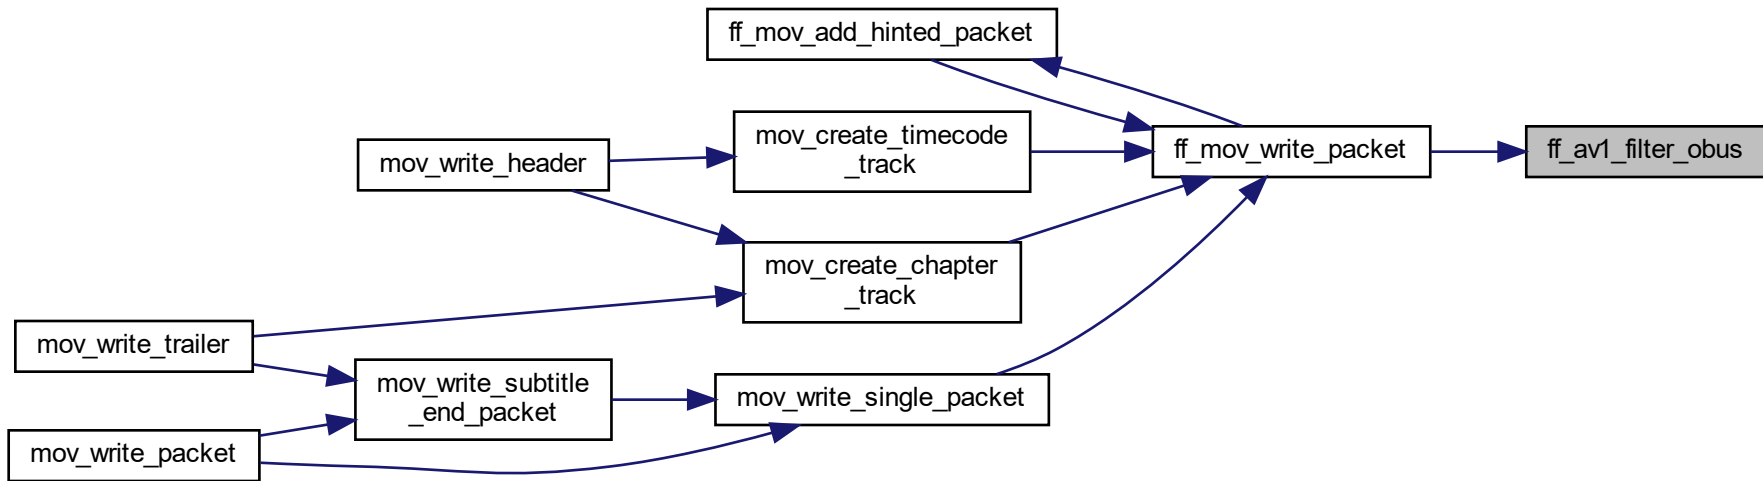 ff_mov_add_hinted_packet
mov_create_timecode
_track
mov_write_header
ff_mov_write_packet
ff_av1_filter_obus
mov_create_chapter
_track
mov_write_trailer
mov_write_subtitle
_end_packet
mov_write_single_packet
mov_write_packet